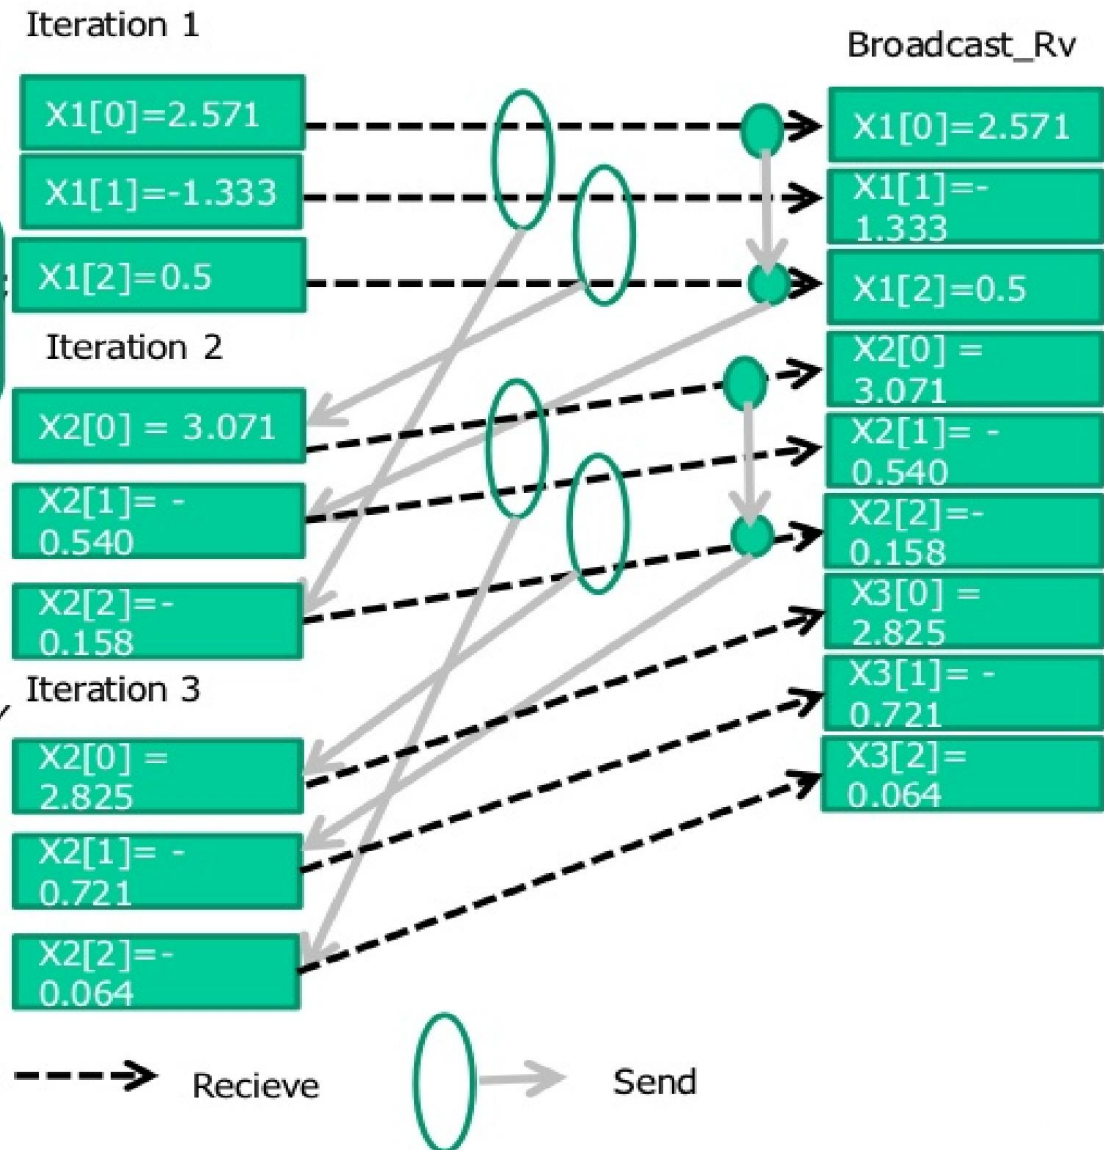 Iteration 1
X1[0]=2.571
X1[1]=-1.333
X1[2]=0.5
Iteration 2
X2[0] = 3.071
X2[1]= -
0.540
X2[2]=-
0.158
Iteration 3
X2[0] =
2.825
X2[1]= -
0.721
X2[2]=-
0.064
Broadcast_Rv
X1[0]=2.571
X1[1]=-
1.333
X1[2]=0.5
X2[0] =
3.071
X2[1]= -
0.540
X2[2]=-
0.158
X3[0] =
2.825
X3[1]= -
0.721
X3[2]=
0.064
Recieve
Send